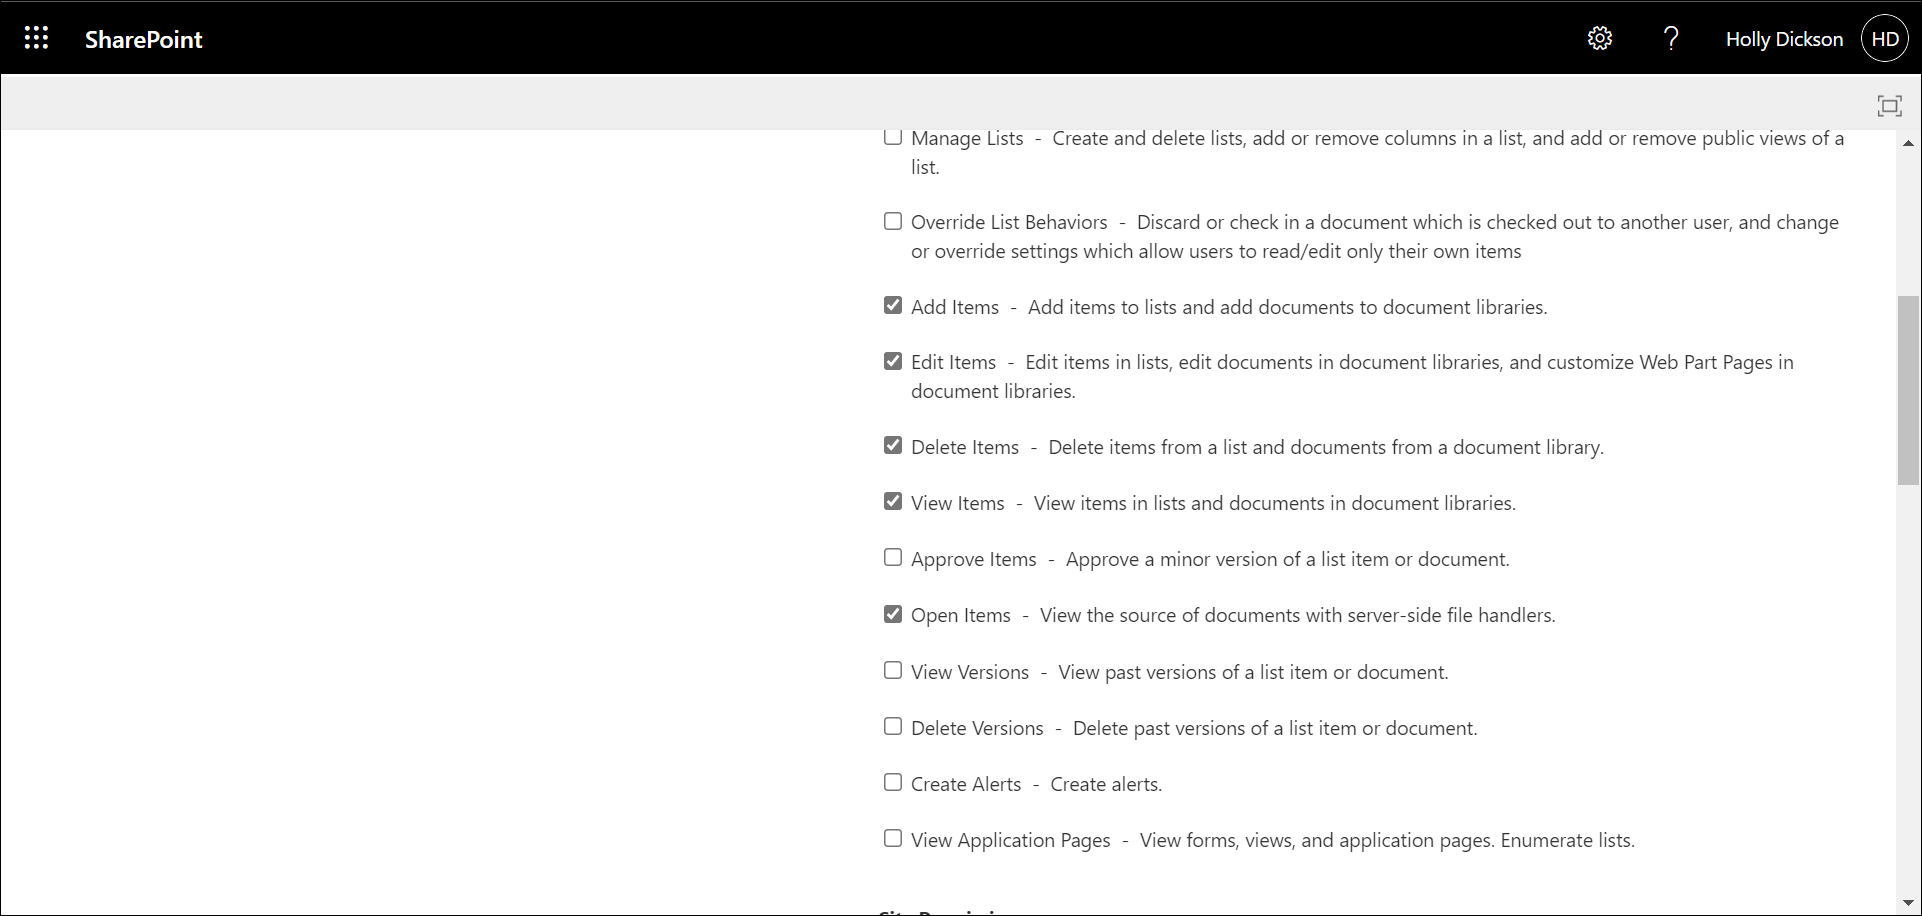 SharePoint
? Holly Dickson HD
Manage Lists - Create and delete lists, add or remove columns in a list, and add or remove public views of a
list.
Override List Behaviors - Discard or check in a document which is checked out to another user, and change
or override settings which allow users to read/edit only their own items
Add Items - Add items to lists and add documents to document libraries.
Edit Items - Edit items in lists, edit documents in document libraries, and customize Web Part Pages in
document libraries.
Delete Items - Delete items from a list and documents from a document library.
View Items - View items in lists and documents in document libraries.
Approve Items - Approve a minor version of a list item or document.
Open Items - View the source of documents with server-side file handlers.
View Versions - View past versions of a list item or document.
Delete Versions - Delete past versions of a list item or document.
Create Alerts - Create alerts.
View Application Pages - View forms, views, and application pages. Enumerate lists.